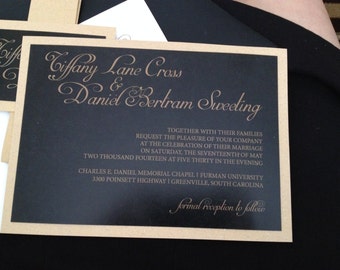 Tiffany Lane Cross
&
Daniel Bertram Sweeting
TOGETHER WITH THEIR FAMILIES
REQUEST THE PLEASURE OF YOUR COMPANY
AT THE CELEBRATION OF THEIR MARRIAGE
ON SATURDAY, THE SEVENTEENTH OF MAY
TWO THOUSAND FOURTEEN AT FIVE THIRTY IN THE EVENING
CHARLES E. DANIEL MEMORIAL CHAPEL | FURMAN UNIVERSITY
3300 POINSETT HIGHWAY | GREENVILLE, SOUTH CAROLINA
formal reception to follow